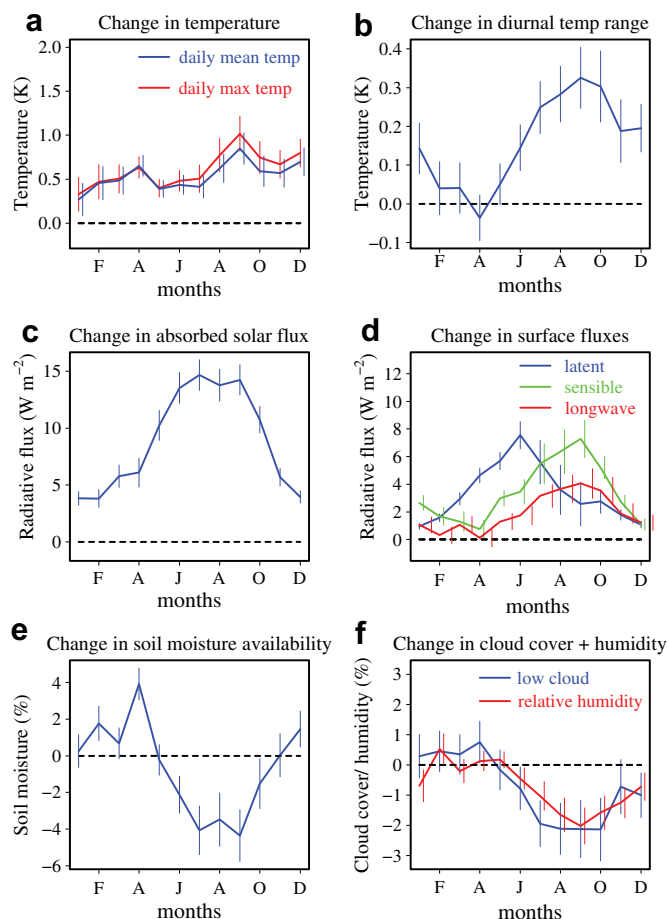 a Change in temperature
Temperature (K)
2.0
1.5
1.0
0.5
0.0
daily mean temp
daily max temp
F A J A O D
months
b Change in diurnal temp range
Temperature (K)
0.4
0.3
0.2
0.1
0.0
−0.1
F A J A O D
months
c Change in absorbed solar flux
Radiative flux (W m−2)
15
10
5
0
F A J A O D
months
d Change in surface fluxes
Radiative flux (W m−2)
12
10
8
6
4
2
0
latent
sensible
longwave
F A J A O D
months
e Change in soil moisture availability
Soil moisture (%)
4
2
0
−2
−4
−6
F A J A O D
months
f Change in cloud cover + humidity
Cloud cover/ humidity (%)
3
2
1
0
−1
−2
−3
low cloud
relative humidity
F A J A O D
months